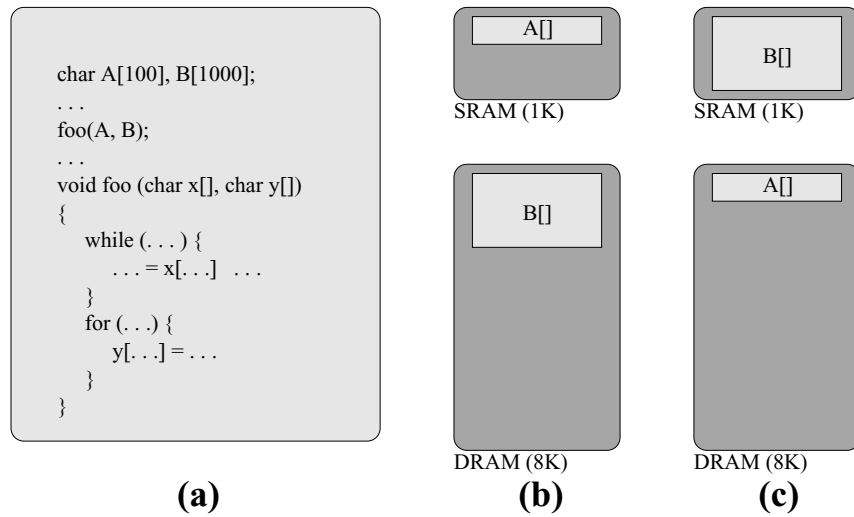 char A[100], B[1000];
. . .
foo(A, B);
. . .
void foo (char x[], char y[])
{
while (. . . ) {
. . . = x[. . .] . . .
}
for (. . .) {
y[. . .] = . . .
}
}
(a)
A[]
SRAM (1K)
B[]
DRAM (8K)
(b)
B[]
SRAM (1K)
A[]
DRAM (8K)
(c)